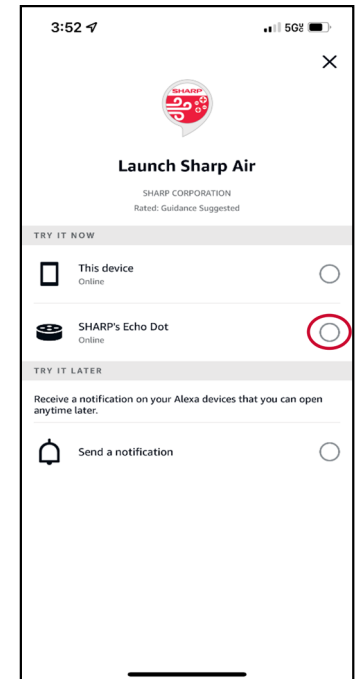 3:52
5G
SHARP
Launch Sharp Air
SHARP CORPORATION
Rated: Guidance Suggested
TRY IT NOW
This device
Online
SHARP's Echo Dot
Online
TRY IT LATER
Receive a notification on your Alexa devices that you can open
anytime later.
Send a notification